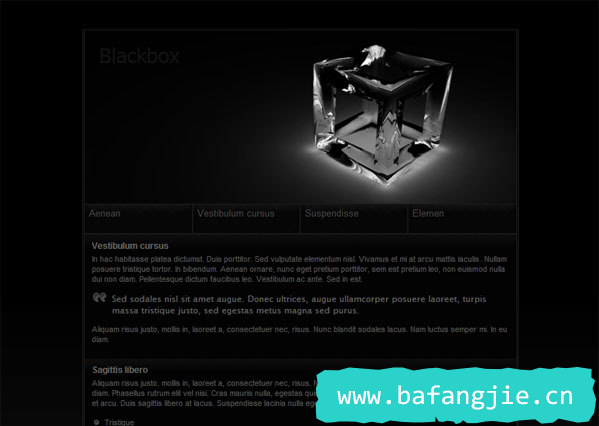 Blackbox
Aenean
Vestibulum cursus
Suspendisse
Elemen
Vestibulum cursus
In hac habitasse platea dictumst. Duis porttitor. Sed vulputate elementum nisl. Vivamus et mi at arcu mattis iaculis. Nullam
posuere tristique tortor. In bibendum. Aenean ornare, nunc eget pretium porttitor, sem est pretium leo, non euismod nulla
dui non diam. Pellentesque dictum faucibus leo. Vestibulum ac ante. Sed in est.
Sed sodales nisl sit amet augue. Donec ultrices, augue ullamcorper posuere laoreet, turpis
massa tristique justo, sed egestas metus magna sed purus.
Aliquam risus justo, mollis in, laoreet a, consectetuer nec, risus. Nunc blandit sodales lacus. Nam luctus semper mi. In eu
diam.
Sagittis libero
Aliquam risus justo, mollis in, laoreet a, consectetuer nec, risus.
diam. Phasellus rutrum elit vel nisi. Cras mauris nulla, egestas
et arcu. Duis sagittis libero at lacus. Suspendisse lacinia nulla
Tristique
www.bafangjie.cn